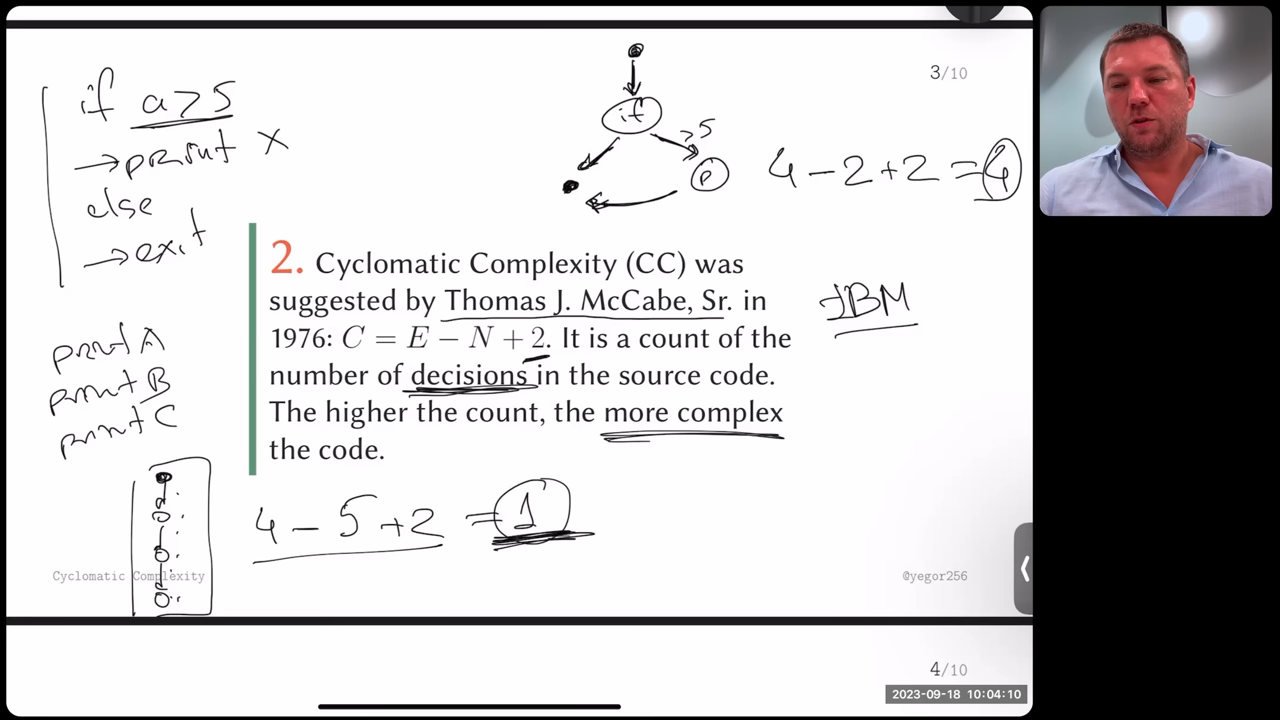 3/10
if a>5
→print X
else
→exit
if
>5
P
4-2+2=4
2. Cyclomatic Complexity (CC) was
suggested by Thomas J. McCabe, Sr. in
1976: C = E − N + 2. It is a count of the
number of decisions in the source code.
The higher the count, the more complex
the code.
IBM
print A
print B
print C
4-5+2=1
Cyclomatic Complexity
@yegor256
4/10
2023-09-18 10:04:10